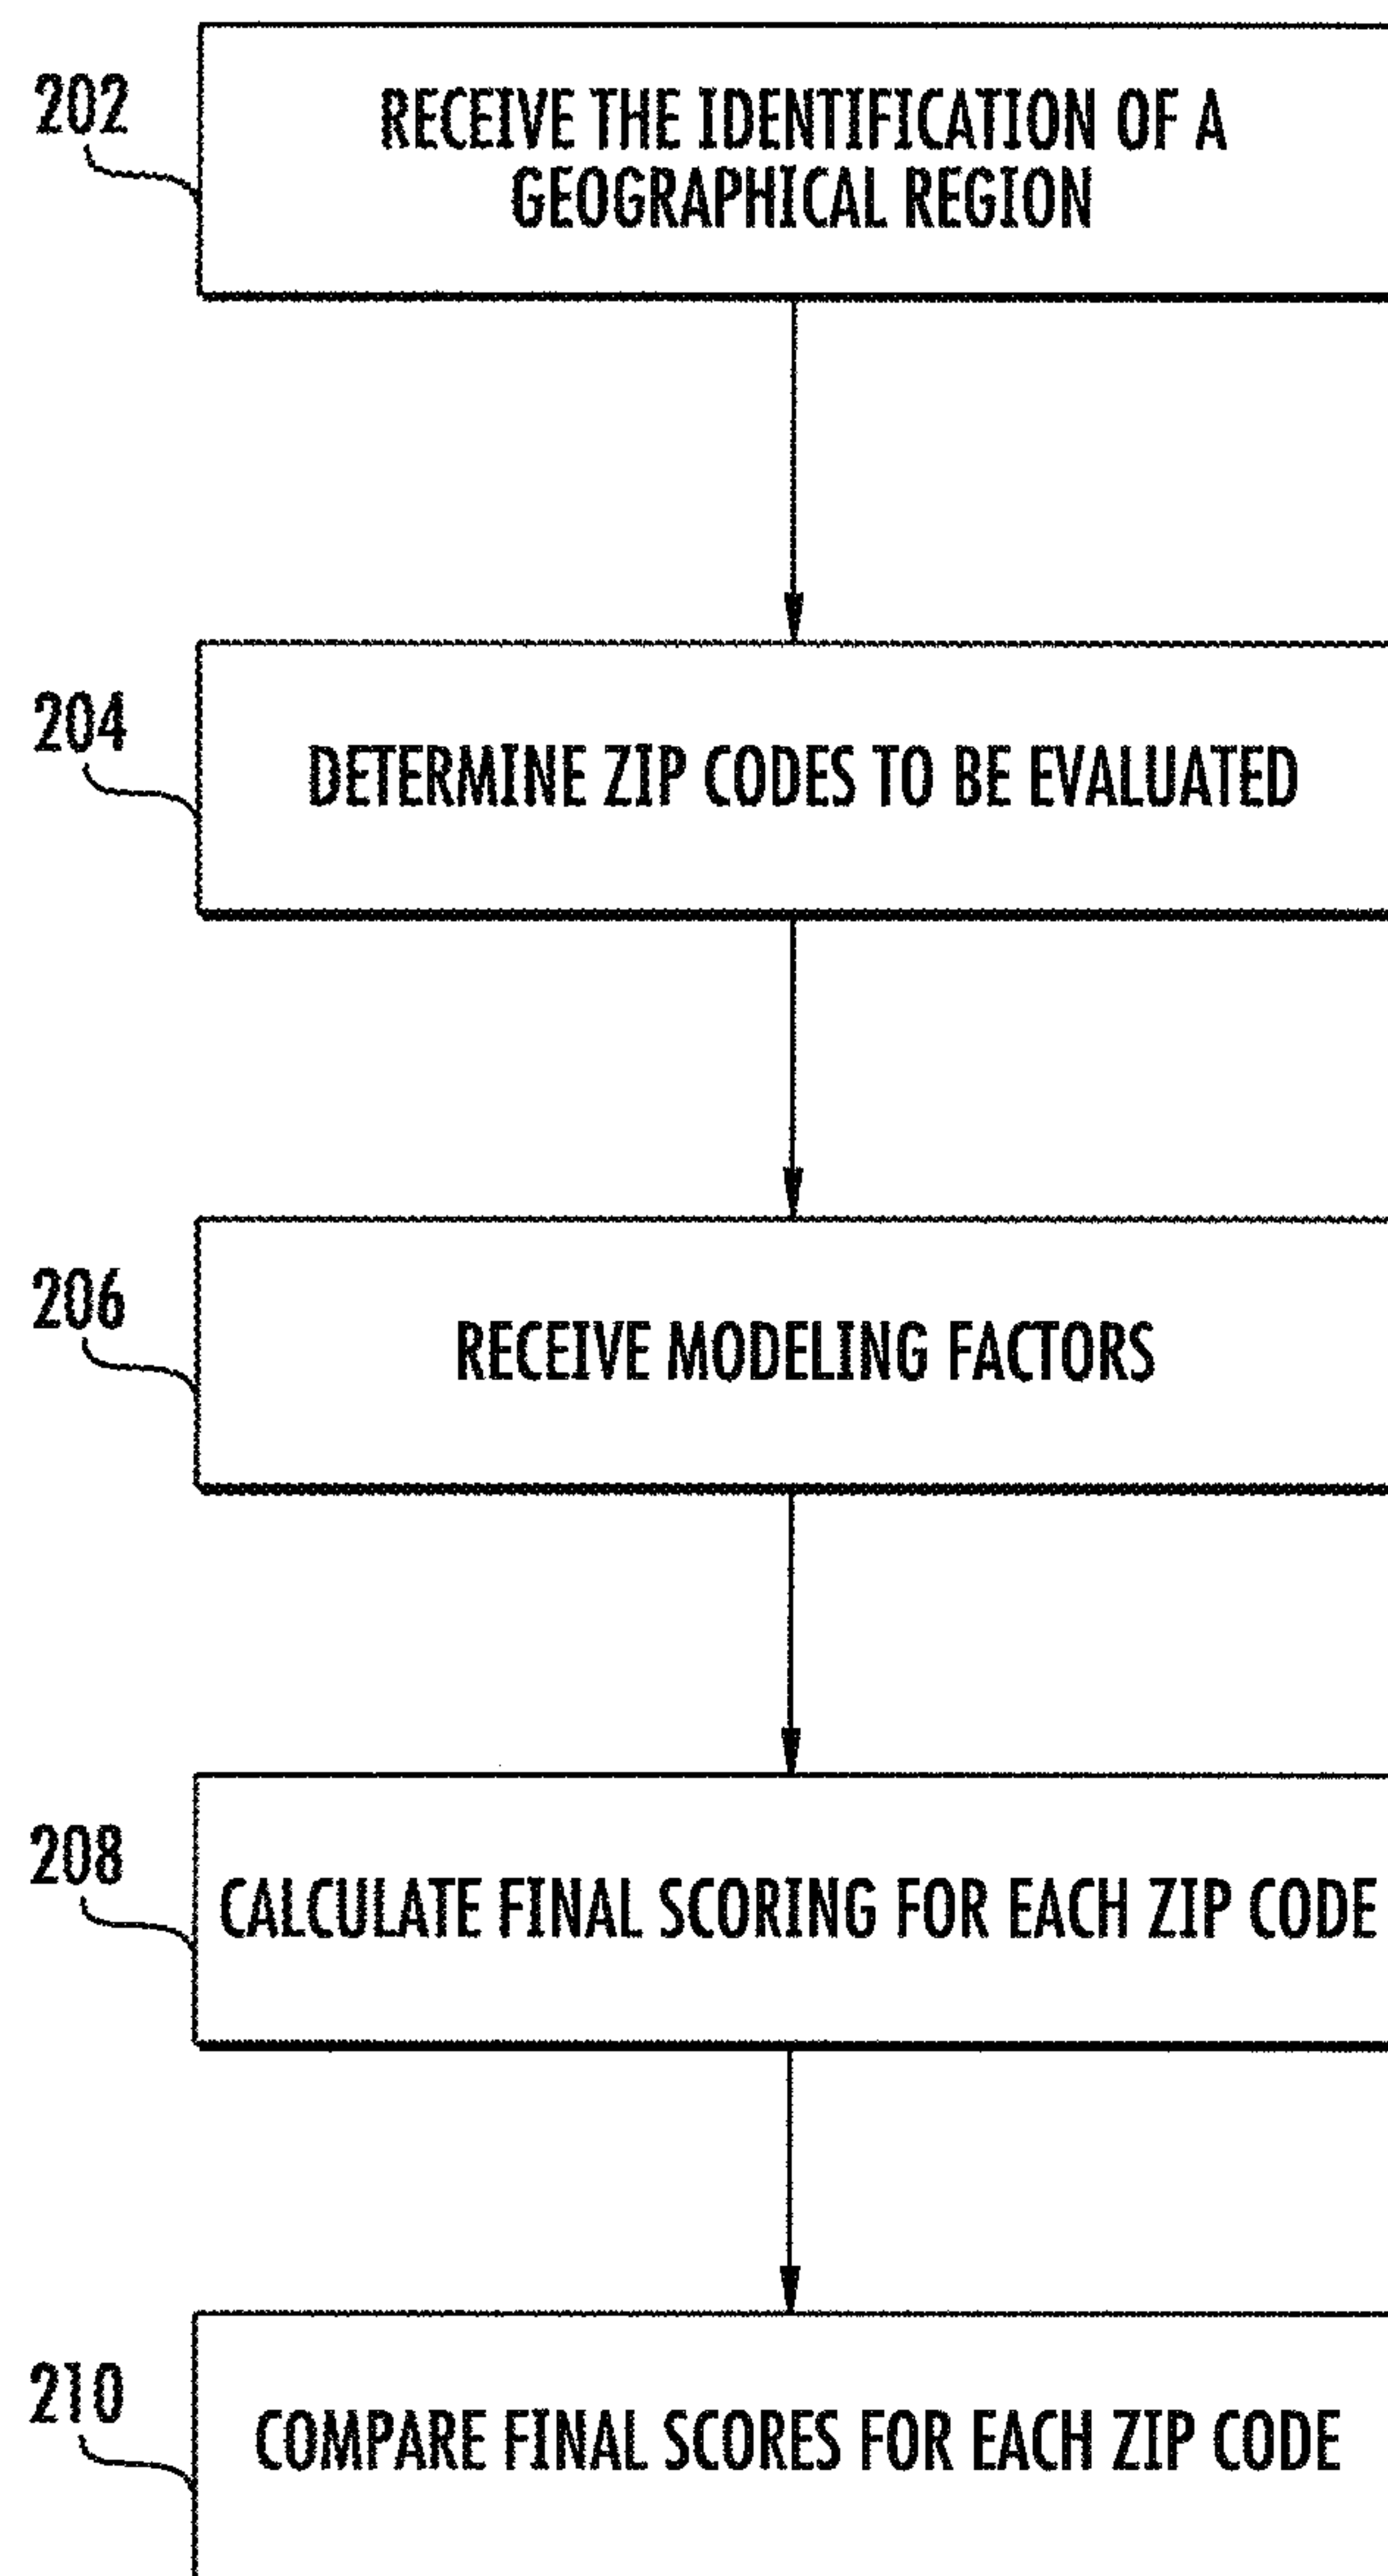 202
RECEIVE THE IDENTIFICATION OF A
GEOGRAPHICAL REGION
204
DETERMINE ZIP CODES TO BE EVALUATED
206
RECEIVE MODELING FACTORS
208
CALCULATE FINAL SCORING FOR EACH ZIP CODE
210
COMPARE FINAL SCORES FOR EACH ZIP CODE